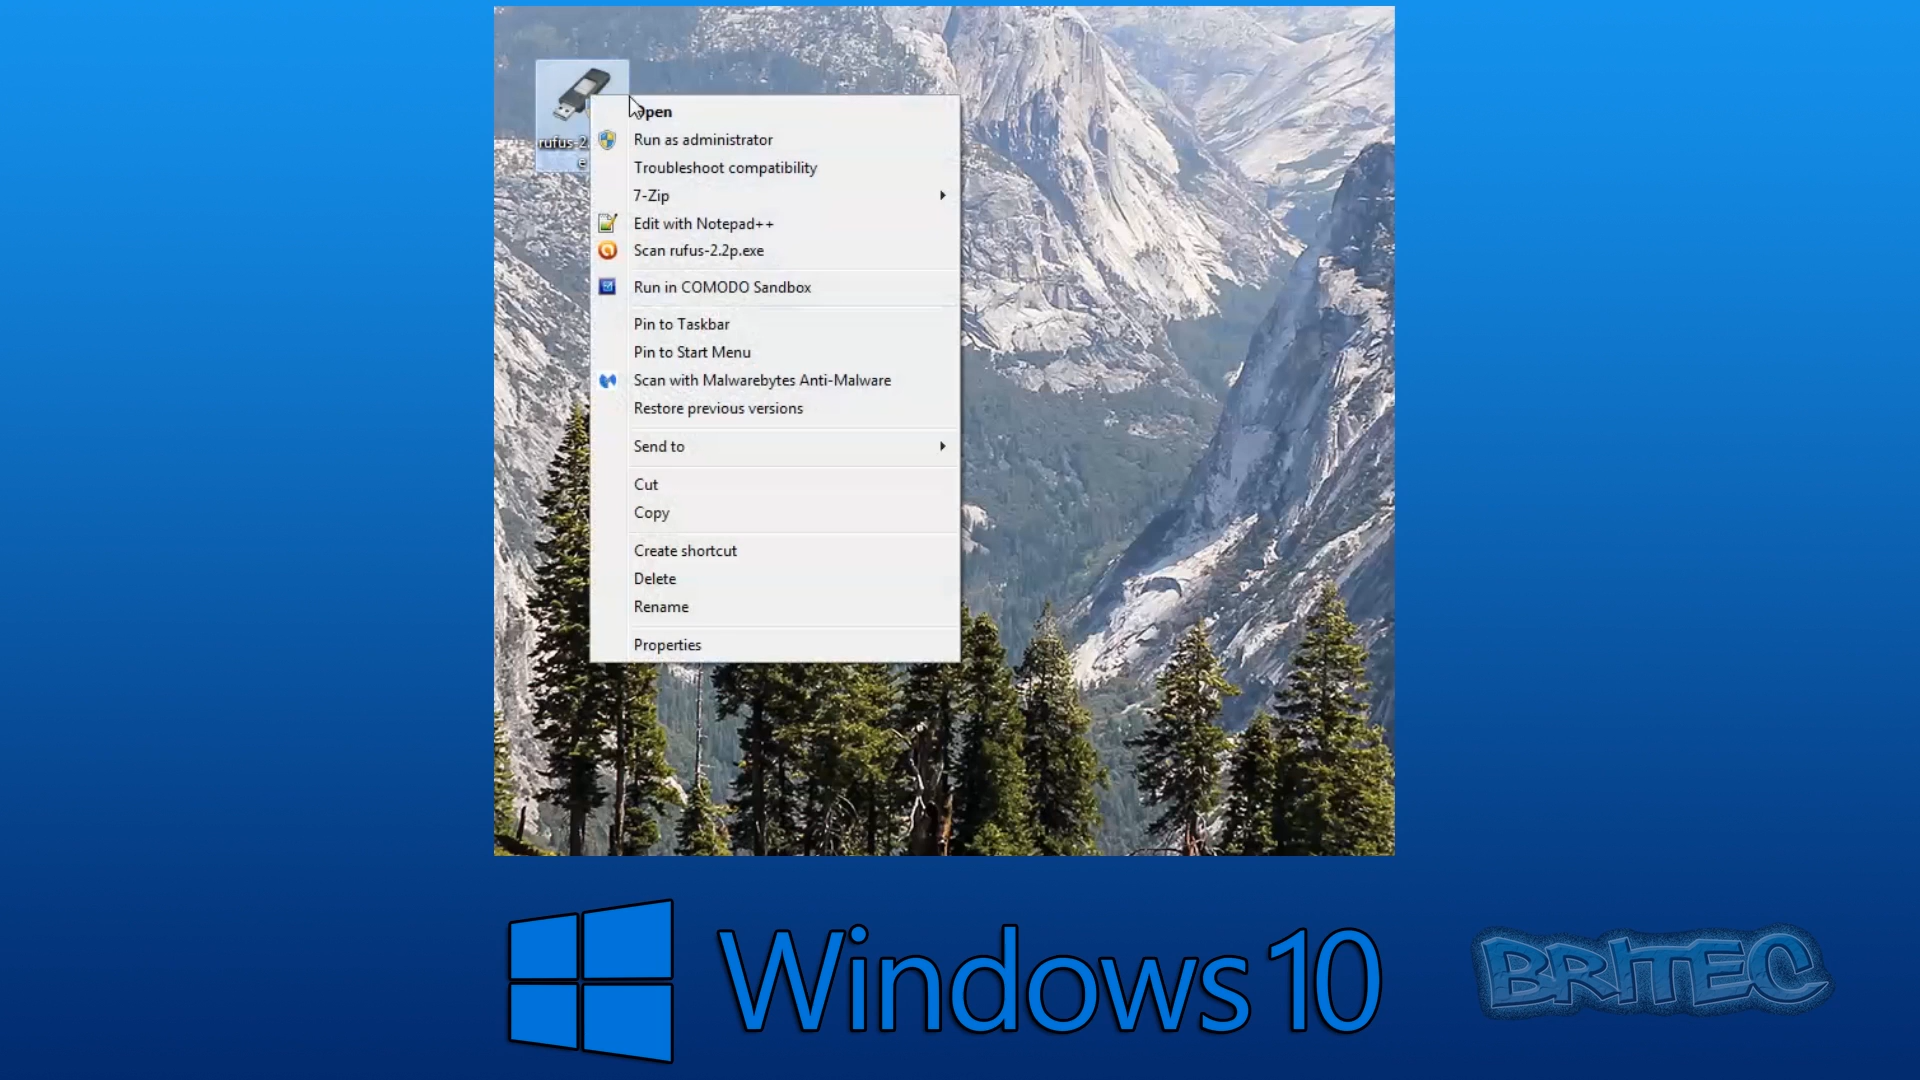 rufus-2.
e
Open
Run as administrator
Troubleshoot compatibility
7-Zip
Edit with Notepad++
Scan rufus-2.2p.exe
Run in COMODO Sandbox
Pin to Taskbar
Pin to Start Menu
Scan with Malwarebytes Anti-Malware
Restore previous versions
Send to
Cut
Copy
Create shortcut
Delete
Rename
Properties
Windows 10
BRITEC